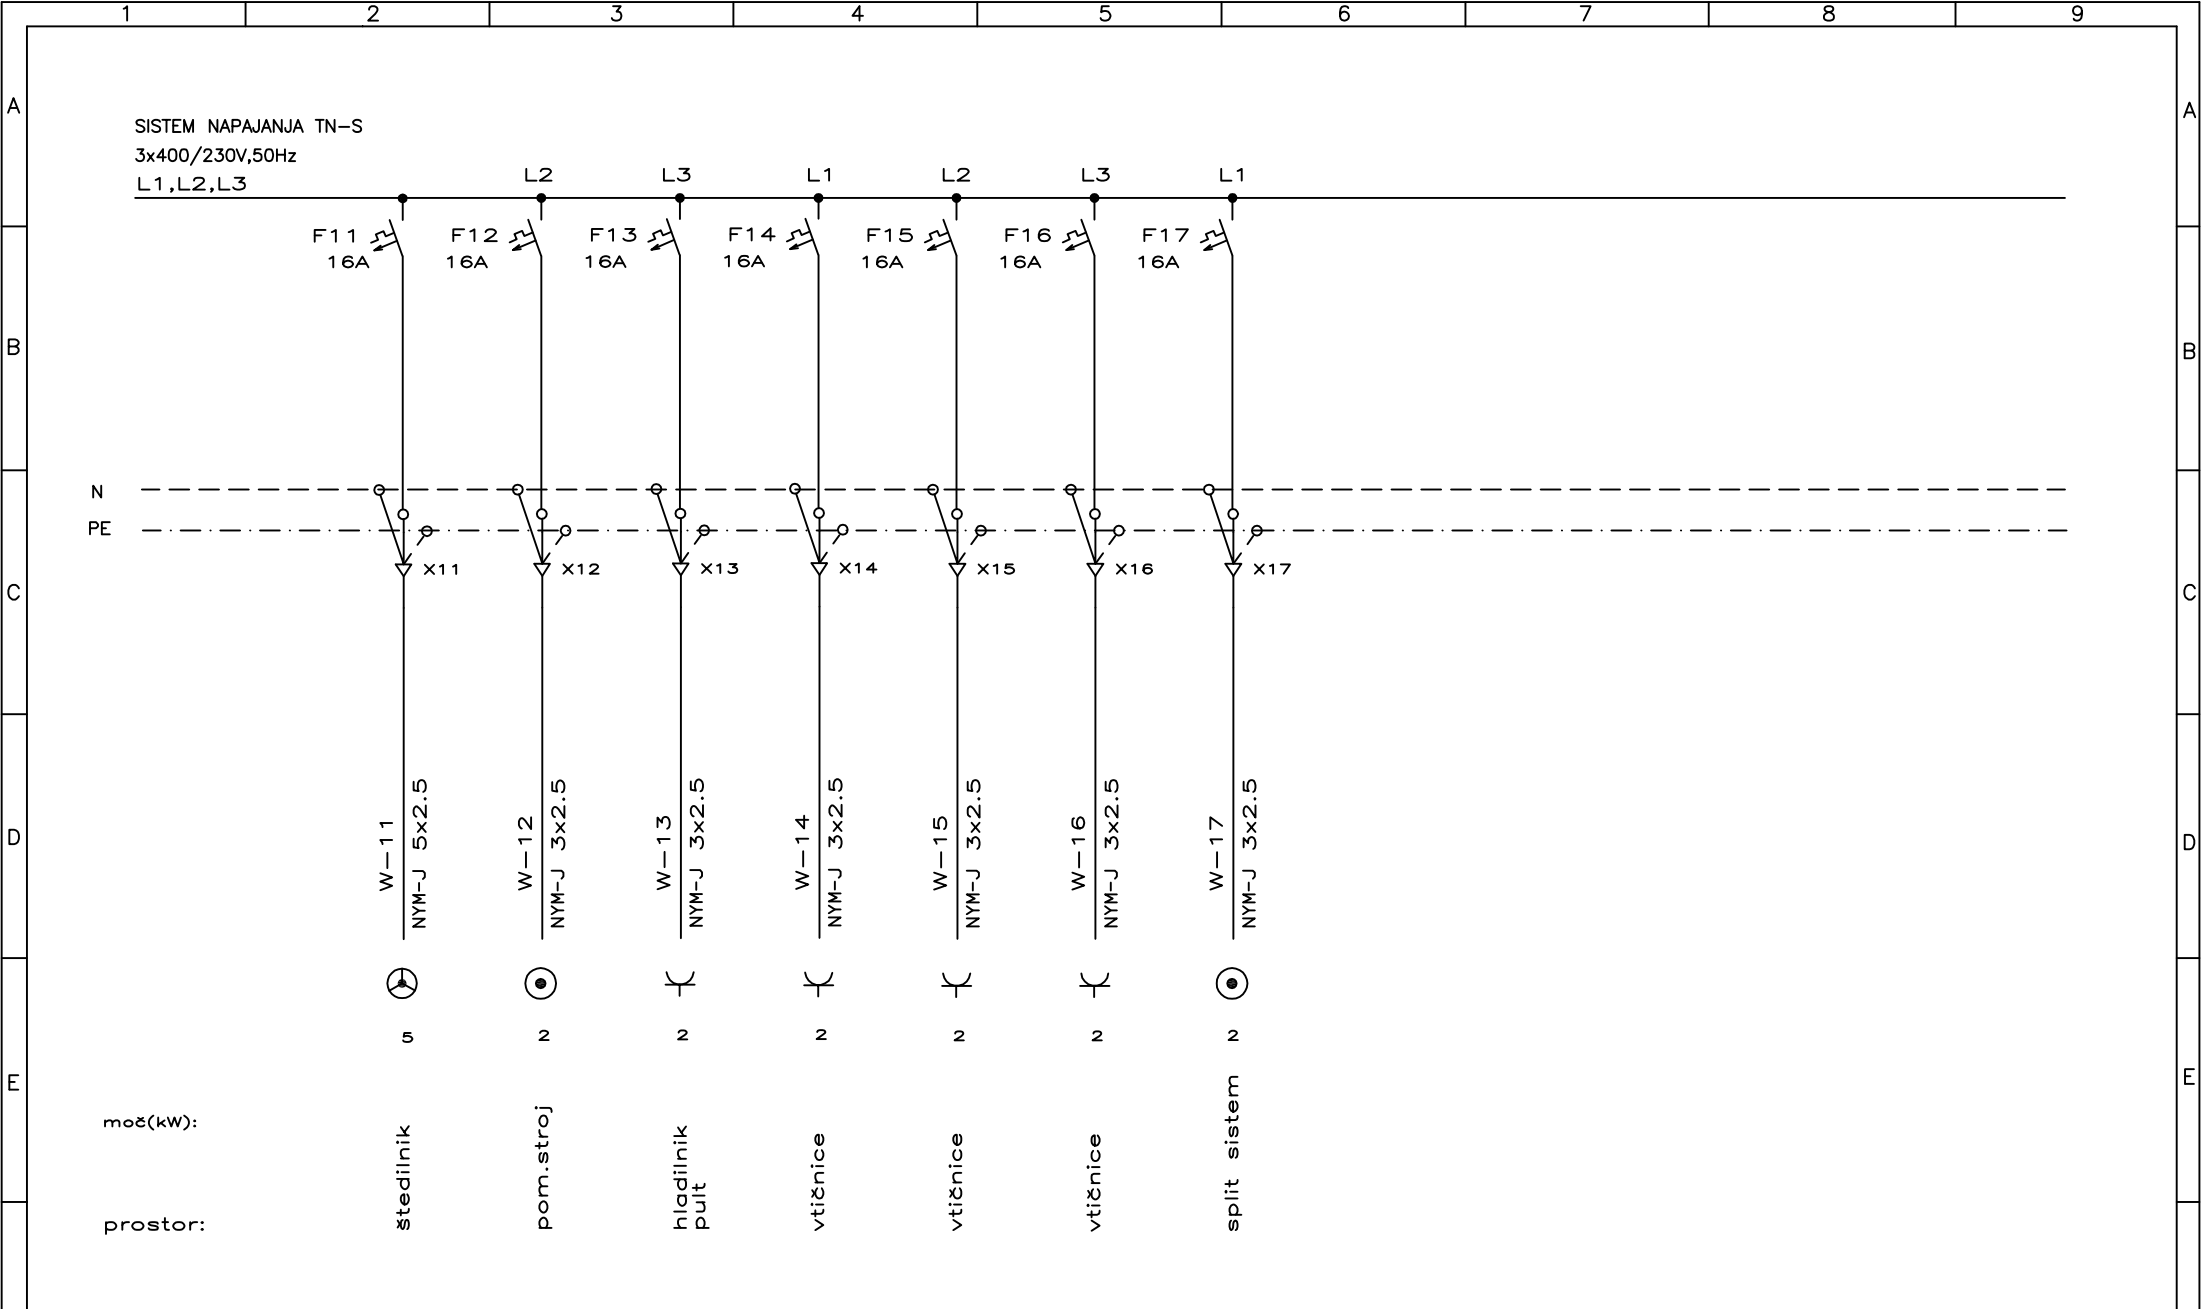 1 2 3 4 5 6 7 8 9
A A
SISTEM NAPAJANJA TN-S
3x400/230V,50Hz
L1,L2,L3
L2 L3 L1 L2 L3 L1
F11 F12 F13 F14 F15 F16 F17
16A 16A 16A 16A 16A 16A 16A
B B
N
PE
X11 X12 X13 X14 X15 X16 X17
C C
W-11
NYM-J 5x2.5
W-12
NYM-J 3x2.5
W-13
NYM-J 3x2.5
W-14
NYM-J 3x2.5
W-15
NYM-J 3x2.5
W-16
NYM-J 3x2.5
W-17
NYM-J 3x2.5
D D
5 2 2 2 2 2 2
E E
moč(kW):
štedilnik
pom.stroj
hladilnik
pult
vtičnice
vtičnice
vtičnice
split sistem
prostor: